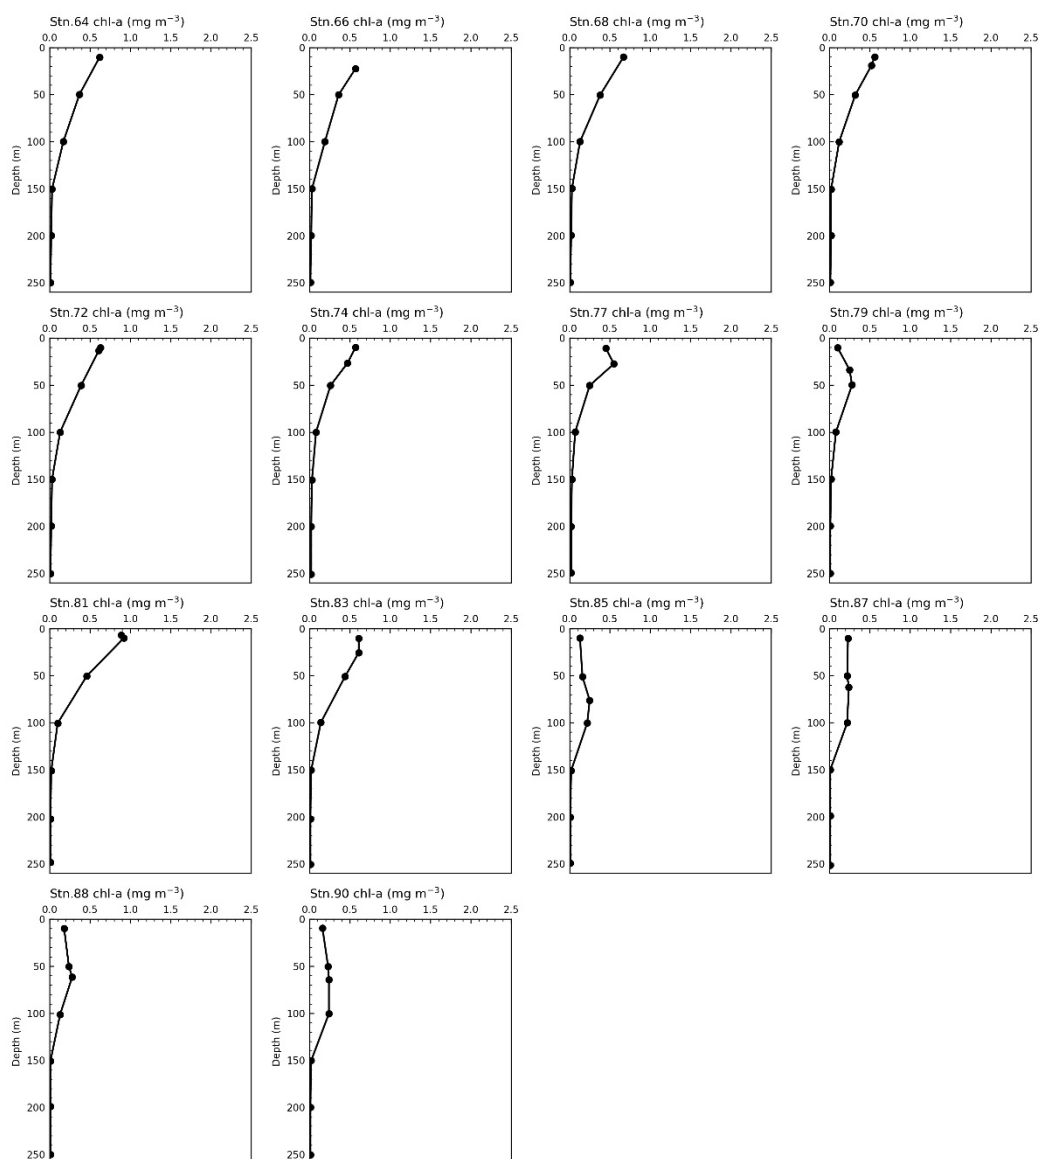 Stn.64 chl-a (mg m⁻³)
0.0 0.5 1.0 1.5 2.0 2.5
0
50
100
150
200
250
Depth (m)
Stn.66 chl-a (mg m⁻³)
0.0 0.5 1.0 1.5 2.0 2.5
0
50
100
150
200
250
Depth (m)
Stn.68 chl-a (mg m⁻³)
0.0 0.5 1.0 1.5 2.0 2.5
0
50
100
150
200
250
Depth (m)
Stn.70 chl-a (mg m⁻³)
0.0 0.5 1.0 1.5 2.0 2.5
0
50
100
150
200
250
Depth (m)
Stn.72 chl-a (mg m⁻³)
0.0 0.5 1.0 1.5 2.0 2.5
0
50
100
150
200
250
Depth (m)
Stn.74 chl-a (mg m⁻³)
0.0 0.5 1.0 1.5 2.0 2.5
0
50
100
150
200
250
Depth (m)
Stn.77 chl-a (mg m⁻³)
0.0 0.5 1.0 1.5 2.0 2.5
0
50
100
150
200
250
Depth (m)
Stn.79 chl-a (mg m⁻³)
0.0 0.5 1.0 1.5 2.0 2.5
0
50
100
150
200
250
Depth (m)
Stn.81 chl-a (mg m⁻³)
0.0 0.5 1.0 1.5 2.0 2.5
0
50
100
150
200
250
Depth (m)
Stn.83 chl-a (mg m⁻³)
0.0 0.5 1.0 1.5 2.0 2.5
0
50
100
150
200
250
Depth (m)
Stn.85 chl-a (mg m⁻³)
0.0 0.5 1.0 1.5 2.0 2.5
0
50
100
150
200
250
Depth (m)
Stn.87 chl-a (mg m⁻³)
0.0 0.5 1.0 1.5 2.0 2.5
0
50
100
150
200
250
Depth (m)
Stn.88 chl-a (mg m⁻³)
0.0 0.5 1.0 1.5 2.0 2.5
0
50
100
150
200
250
Depth (m)
Stn.90 chl-a (mg m⁻³)
0.0 0.5 1.0 1.5 2.0 2.5
0
50
100
150
200
250
Depth (m)